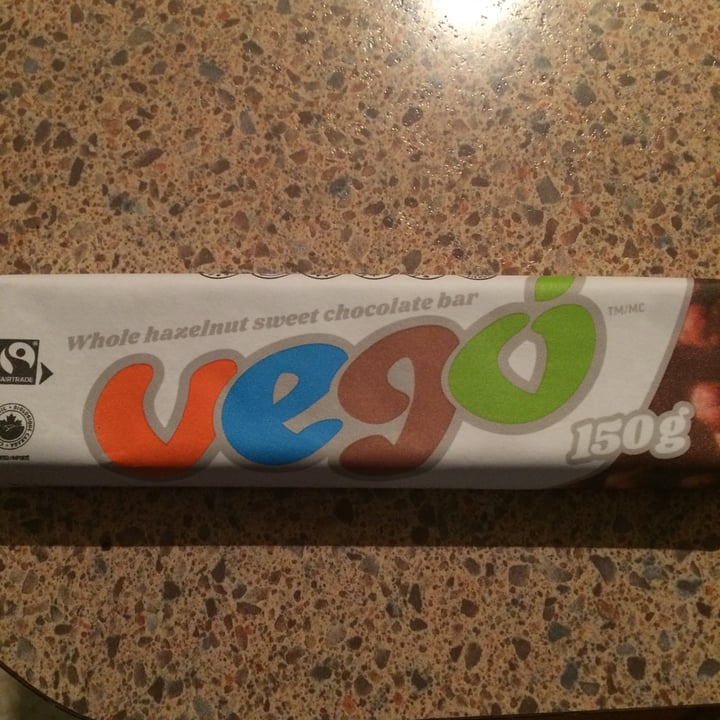 Whole hazelnut sweet chocolate bar
vego
TM/MC
150g
FAIRTRADE